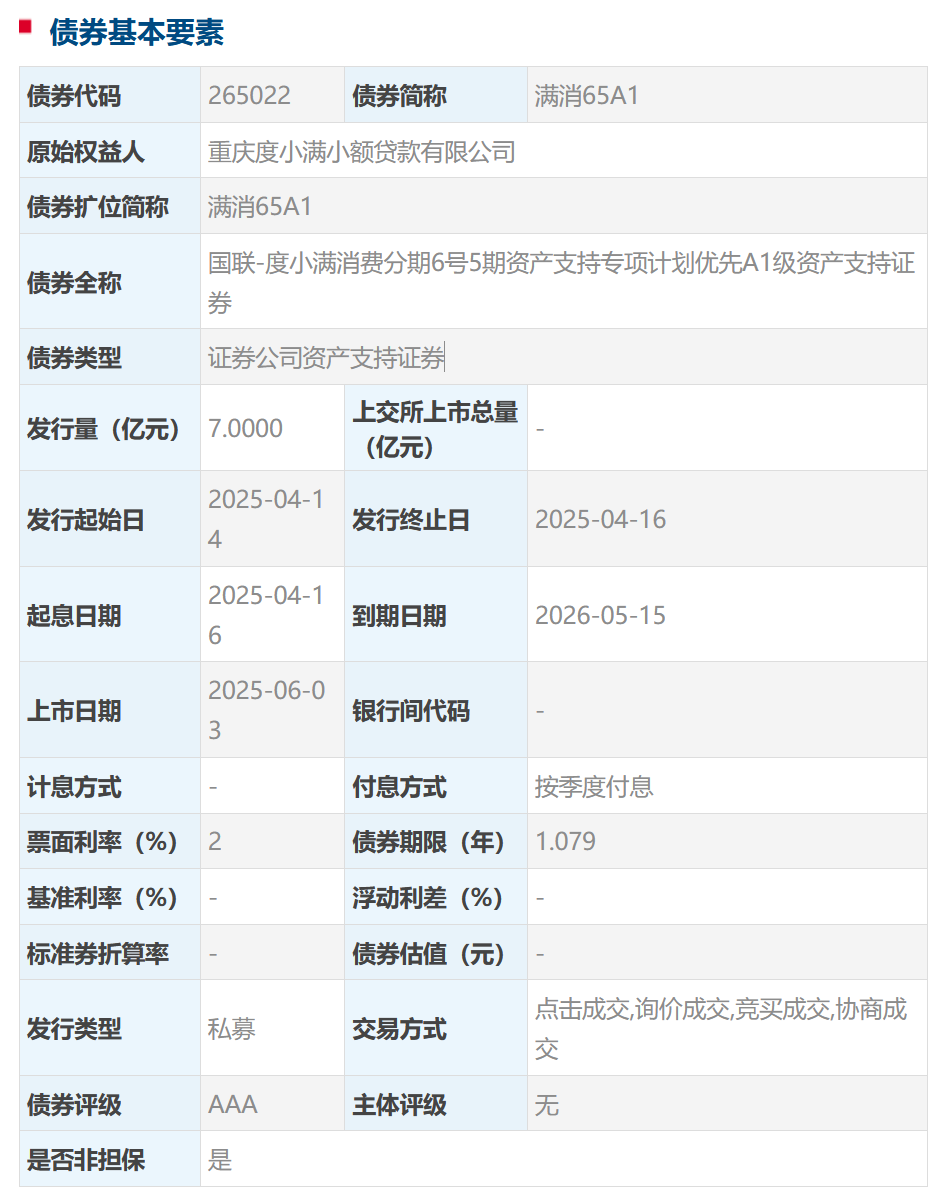 债券基本要素
债券代码 265022 债券简称 满消65A1
原始权益人 重庆度小满小额贷款有限公司
债券扩位简称 满消65A1
债券全称 国联-度小满消费分期6号5期资产支持专项计划优先A1级资产支持证
券
债券类型 证券公司资产支持证券
发行量（亿元） 7.0000 上交所上市总量
（亿元） -
发行起始日 2025-04-1
4 发行终止日 2025-04-16
起息日期 2025-04-1
6 到期日期 2026-05-15
上市日期 2025-06-0
3 银行间代码 -
计息方式 - 付息方式 按季度付息
票面利率（%） 2 债券期限（年） 1.079
基准利率（%） - 浮动利差（%） -
标准券折算率 - 债券估值（元） -
发行类型 私募 交易方式 点击成交,询价成交,竞买成交,协商成
交
债券评级 AAA 主体评级 无
是否非担保 是